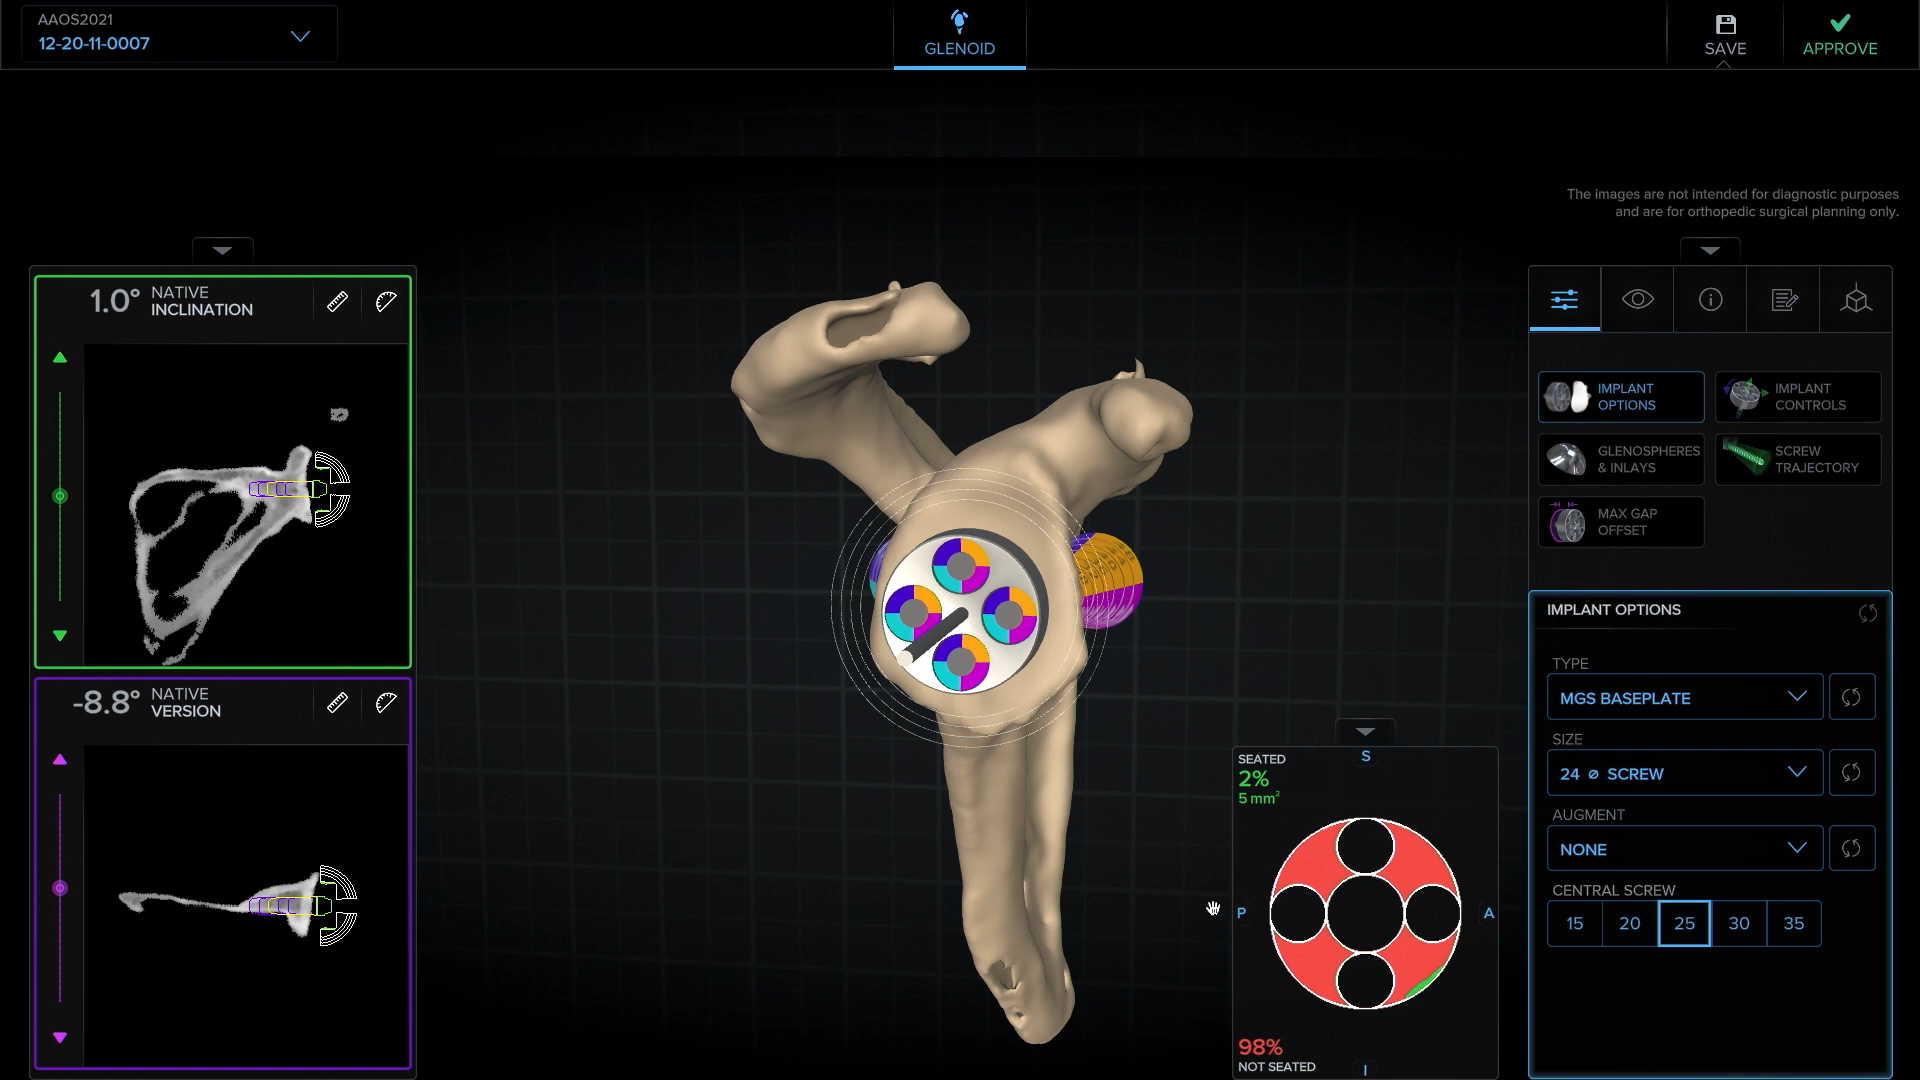 AAOS2021
12-20-11-0007
GLENOID
SAVE
APPROVE
The images are not intended for diagnostic purposes
and are for orthopedic surgical planning only.
1.0° NATIVE
INCLINATION
-8.8° NATIVE
VERSION
IMPLANT
OPTIONS
IMPLANT
CONTROLS
GLENOSPHERES
& INLAYS
SCREW
TRAJECTORY
MAX GAP
OFFSET
IMPLANT OPTIONS
TYPE
MGS BASEPLATE
SIZE
24 ⌀ SCREW
AUGMENT
NONE
CENTRAL SCREW
15 20 25 30 35
SEATED
2%
5 mm²
S
P
A
I
98%
NOT SEATED